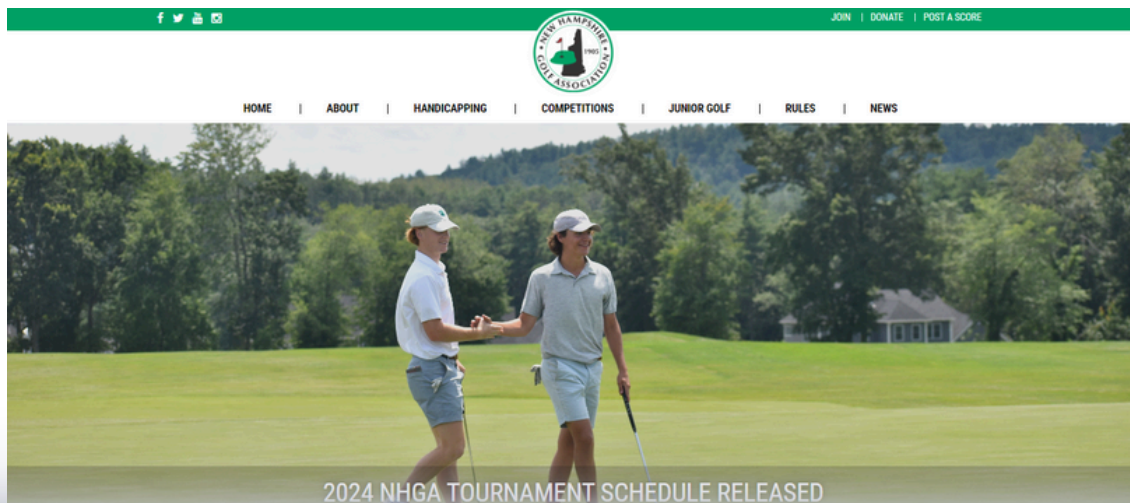 JOIN | DONATE | POST A SCORE
NEW HAMPSHIRE
1905
GOLF ASSOCIATION
HOME | ABOUT | HANDICAPPING | COMPETITIONS | JUNIOR GOLF | RULES | NEWS
2024 NHGA TOURNAMENT SCHEDULE RELEASED